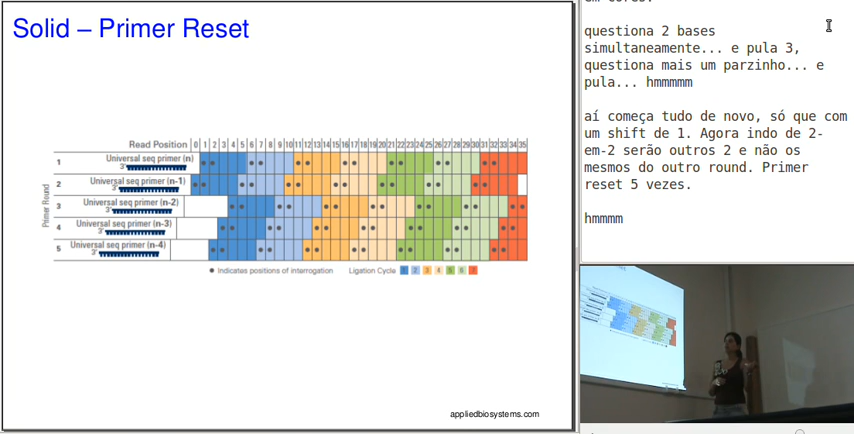 Solid – Primer Reset
Read Position 0 1 2 3 4 5 6 7 8 9 10 11 12 13 14 15 16 17 18 19 20 21 22 23 24 25 26 27 28 29 30 31 32 33 34 35
Primer Round
1 Universal seq primer (n)
3'
2 Universal seq primer (n-1)
3'
3 Universal seq primer (n-2)
3'
4 Universal seq primer (n-3)
3'
5 Universal seq primer (n-4)
3'
● Indicates positions of interrogation Ligation Cycle 1 2 3 4 5 6 7
appliedbiosystems.com
questiona 2 bases
simultaneamente... e pula 3,
questiona mais um parzinho... e
pula... hmmmmm
aí começa tudo de novo, só que com
um shift de 1. Agora indo de 2-
em-2 serão outros 2 e não os
mesmos do outro round. Primer
reset 5 vezes.
hmmmm